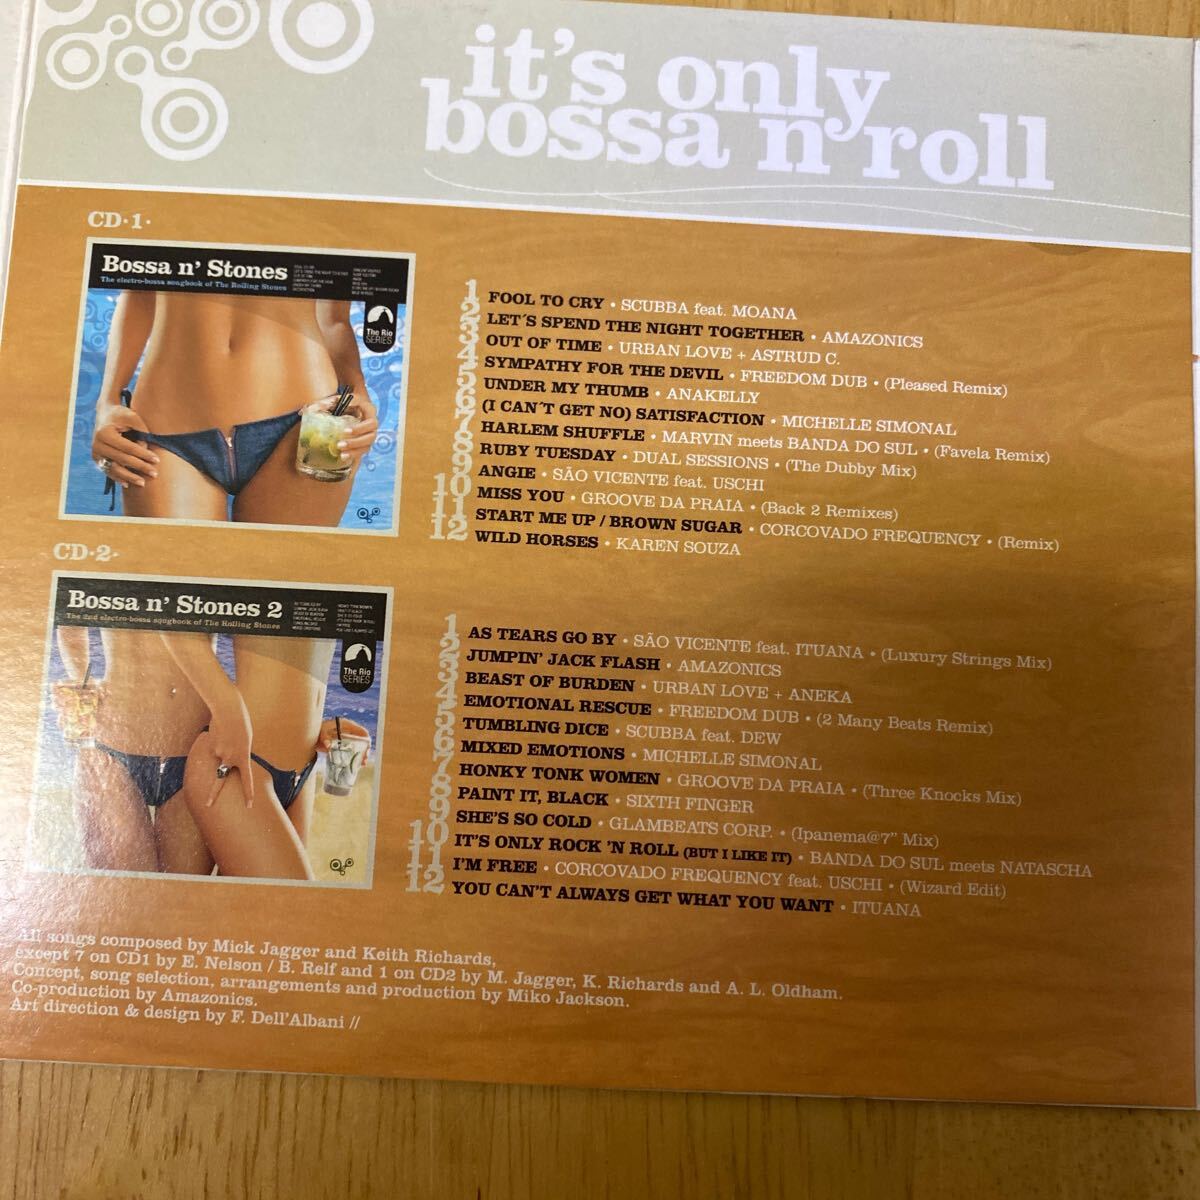 it's only
bossa n' roll
CD·1·
Bossa n' Stones
The electro-bossa songbook of The Rolling Stones
The Rio
SERIES
1 FOOL TO CRY • SCUBBA feat. MOANA
2 LET´S SPEND THE NIGHT TOGETHER • AMAZONICS
3 OUT OF TIME • URBAN LOVE + ASTRUD C.
4 SYMPATHY FOR THE DEVIL • FREEDOM DUB • (Pleased Remix)
5 UNDER MY THUMB • ANAKELLY
6 (I CAN´T GET NO) SATISFACTION • MICHELLE SIMONAL
7 HARLEM SHUFFLE • MARVIN meets BANDA DO SUL • (Favela Remix)
8 RUBY TUESDAY • DUAL SESSIONS • (The Dubby Mix)
9 ANGIE • SÃO VICENTE feat. USCHI
10 MISS YOU • GROOVE DA PRAIA • (Back 2 Remixes)
11 START ME UP / BROWN SUGAR • CORCOVADO FREQUENCY • (Remix)
12 WILD HORSES • KAREN SOUZA
CD·2·
Bossa n' Stones 2
The 2nd electro-bossa songbook of The Rolling Stones
The Rio
SERIES
1 AS TEARS GO BY • SÃO VICENTE feat. ITUANA • (Luxury Strings Mix)
2 JUMPIN' JACK FLASH • AMAZONICS
3 BEAST OF BURDEN • URBAN LOVE + ANEKA
4 EMOTIONAL RESCUE • FREEDOM DUB • (2 Many Beats Remix)
5 TUMBLING DICE • SCUBBA feat. DEW
6 MIXED EMOTIONS • MICHELLE SIMONAL
7 HONKY TONK WOMEN • GROOVE DA PRAIA • (Three Knocks Mix)
8 PAINT IT, BLACK • SIXTH FINGER
9 SHE'S SO COLD • GLAMBEATS CORP. • (Ipanema@7" Mix)
10 IT'S ONLY ROCK 'N ROLL (BUT I LIKE IT) • BANDA DO SUL meets NATASCHA
11 I'M FREE • CORCOVADO FREQUENCY feat. USCHI • (Wizard Edit)
12 YOU CAN'T ALWAYS GET WHAT YOU WANT • ITUANA
All songs composed by Mick Jagger and Keith Richards,
except 7 on CD1 by E. Nelson / B. Relf and 1 on CD2 by M. Jagger, K. Richards and A. L. Oldham.
Concept, song selection, arrangements and production by Miko Jackson.
Co-production by Amazonics.
Art direction & design by F. Dell'Albani //